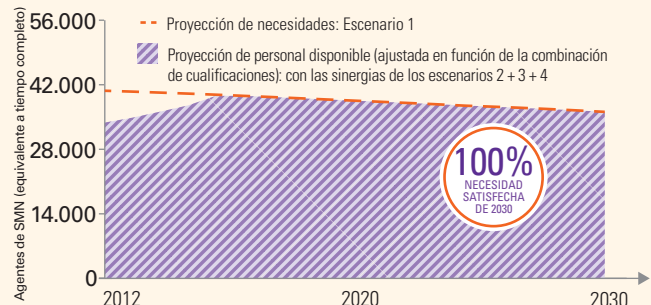 56.000
42.000
28.000
14.000
0
Agentes de SMN (equivalente a tiempo completo)
Proyección de necesidades: Escenario 1
Proyección de personal disponible (ajustada en función de la combinación
de cualificaciones): con las sinergias de los escenarios 2 + 3 + 4
100%
NECESIDAD
SATISFECHA
DE 2030
2012
2020
2030